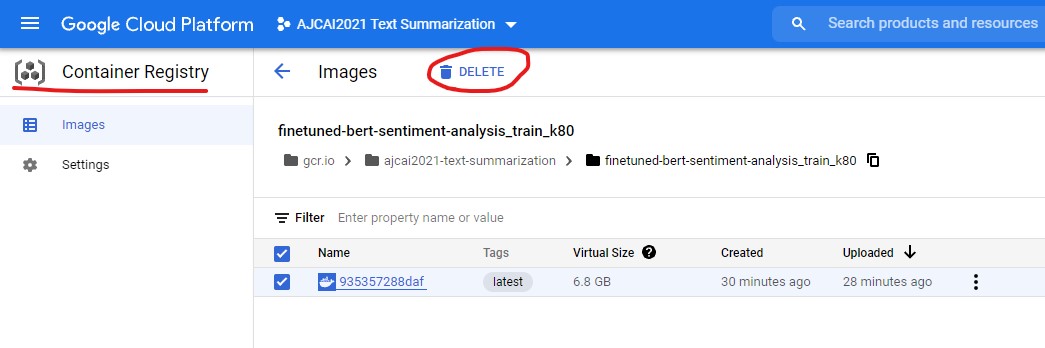 Google Cloud Platform AJCAI2021 Text Summarization Search products and resources
Container Registry Images DELETE
Images
Settings
finetuned-bert-sentiment-analysis_train_k80
gcr.io > ajcai2021-text-summarization > finetuned-bert-sentiment-analysis_train_k80
Filter Enter property name or value
Name Tags Virtual Size ? Created Uploaded
935357288daf latest 6.8 GB 30 minutes ago 28 minutes ago